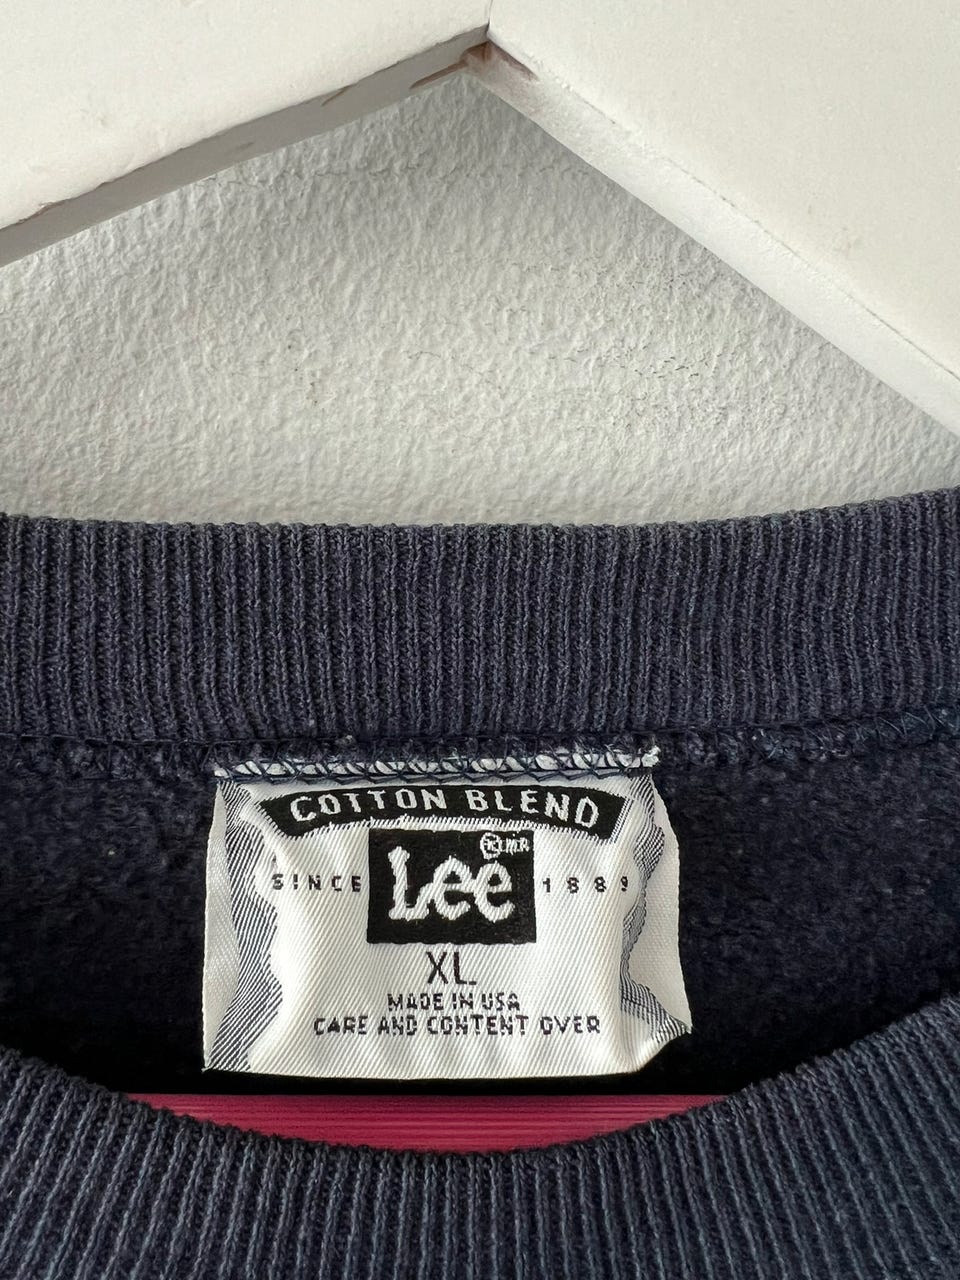 COTTON BLEND
® M.R.
SINCE Lee 1889
XL
MADE IN USA
CARE AND CONTENT OVER